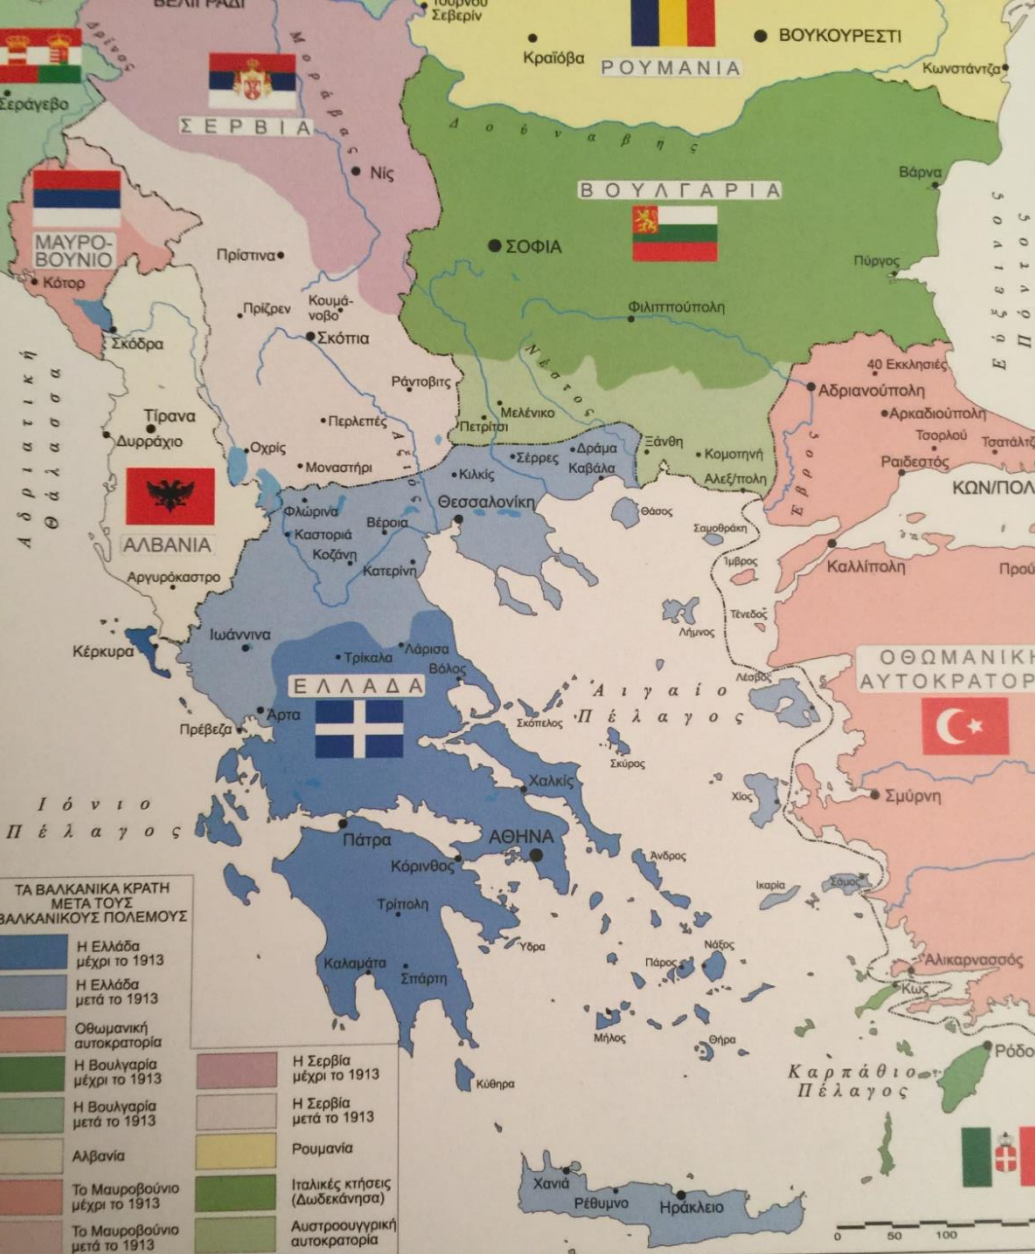 ΒΕΛΙΓΡΑΔΙ
Τουρνου
Σεβερίν
Δρίνος
Μοράβας
Κραϊόβα
ΒΟΥΚΟΥΡΕΣΤΙ
ΡΟΥΜΑΝΙΑ
Κωνστάντζα
Σεράγεβο
ΣΕΡΒΙΑ
Δούναβης
Νίς
Βάρνα
ΒΟΥΛΓΑΡΙΑ
ΜΑΥΡΟ-
ΒΟΥΝΙΟ
ΣΟΦΙΑ
Πρίστινα
Πύργος
Εύξεινος
Πόντος
Κότορ
Πρίζρεν
Κουμά-
νοβο
Φιλιππούπολη
Σκόδρα
Σκόπια
Νέστος
40 Εκκλησιές
Ράντοβιτς
Αδριανούπολη
Αδριατική
Θάλασσα
Τίρανα
Μελένικο
Αρκαδιούπολη
Περλεπές
Πετρίτσι
Δυρράχιο
Αξιός
Τσορλού
Τσατάλτζ
Οχρίς
Δράμα
Ξάνθη
Σέρρες
Κομοτηνή
Έβρος
Ραιδεστός
Μοναστήρι
Κιλκίς
Καβάλα
Αλεξ/πολη
ΚΩΝ/ΠΟΛ
Φλώρινα
Θεσσαλονίκη
Θάσος
Βέροια
Καστοριά
Σαμοθράκη
ΑΛΒΑΝΙΑ
Κοζάνη
Κατερίνη
Ίμβρος
Καλλίπολη
Πρού
Αργυρόκαστρο
Τένεδος
Λήμνος
Ιωάννινα
Κέρκυρα
Λάρισα
Τρίκαλα
Βόλος
ΟΘΩΜΑΝΙΚΗ
ΑΥΤΟΚΡΑΤΟΡ
Λέσβος
ΕΛΛΑΔΑ
Αιγαίο
Πέλαγος
Άρτα
Πρέβεζα
Σκόπελος
Σκύρος
Χαλκίς
Χίος
Σμύρνη
Ιόνιο
Πέλαγος
Πάτρα
ΑΘΗΝΑ
Κόρινθος
Άνδρος
Ικαρία
Σάμος
Τρίπολη
Ύδρα
Νάξος
Πάρος
Καλαμάτα
Σπάρτη
Αλικαρνασσός
Κως
Μήλος
Θήρα
Ρόδο
Κύθηρα
Καρπάθιο
Πέλαγος
Χανιά
Ρέθυμνο
Ηράκλειο
0 50 100
ΤΑ ΒΑΛΚΑΝΙΚΑ ΚΡΑΤΗ
ΜΕΤΑ ΤΟΥΣ
ΒΑΛΚΑΝΙΚΟΥΣ ΠΟΛΕΜΟΥΣ
Η Ελλάδα
μέχρι το 1913
Η Ελλάδα
μετά το 1913
Οθωμανική
αυτοκρατορία
Η Βουλγαρία
μέχρι το 1913
Η Βουλγαρία
μετά το 1913
Αλβανία
Το Μαυροβούνιο
μέχρι το 1913
Το Μαυροβούνιο
μετά το 1913
Η Σερβία
μέχρι το 1913
Η Σερβία
μετά το 1913
Ρουμανία
Ιταλικές κτήσεις
(Δωδεκάνησα)
Αυστροουγγρική
αυτοκρατορία